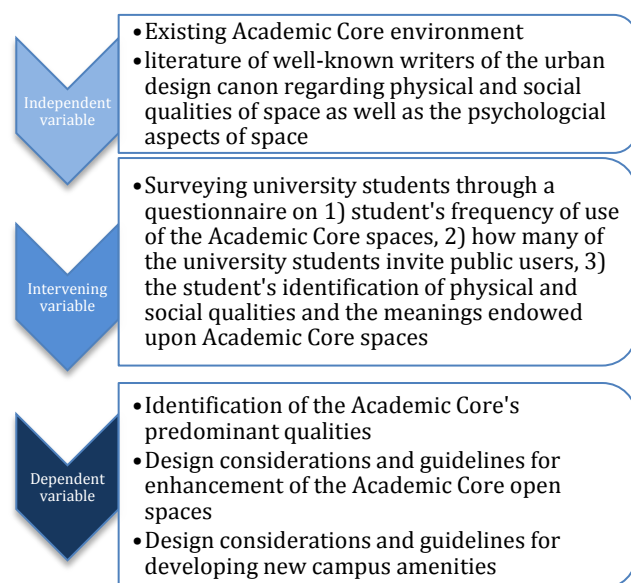 Independent
variable
•Existing Academic Core environment
•literature of well-known writers of the urban
design canon regarding physical and social
qualities of space as well as the psychologcial
aspects of space
Intervening
variable
•Surveying university students through a
questionnaire on 1) student's frequency of use
of the Academic Core spaces, 2) how many of
the university students invite public users, 3)
the student's identification of physical and
social qualities and the meanings endowed
upon Academic Core spaces
Dependent
variable
•Identification of the Academic Core's
predominant qualities
•Design considerations and guidelines for
enhancement of the Academic Core open
spaces
•Design considerations and guidelines for
developing new campus amenities